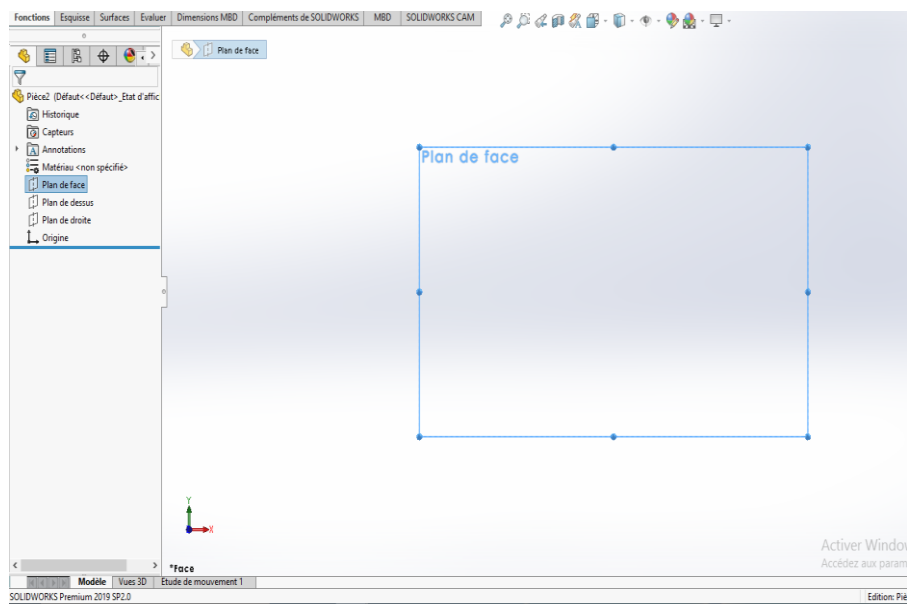 Fonctions Esquisse Surfaces Evaluer Dimensions MBD Compléments de SOLIDWORKS MBD SOLIDWORKS CAM
Plan de face
Pièce2 (Défaut<<Défaut>_Etat d'affic
Historique
Capteurs
Annotations
Matériau <non spécifié>
Plan de face
Plan de dessus
Plan de droite
Origine
Plan de face
Y
X
*Face
Activer Window
Accédez aux param
Modèle Vues 3D Etude de mouvement 1
SOLIDWORKS Premium 2019 SP2.0 Edition: Piè